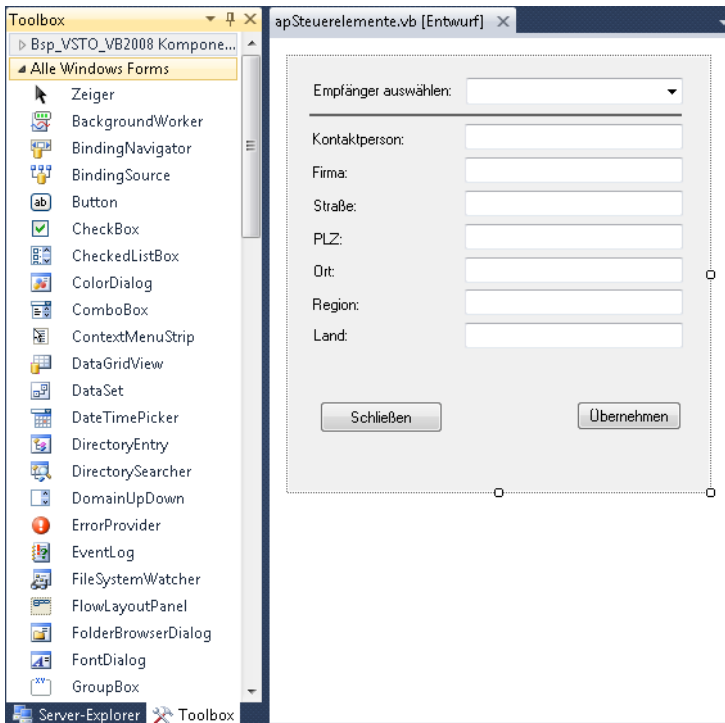 Toolbox
Bsp_VSTO_VB2008 Kompone...
Alle Windows Forms
Zeiger
BackgroundWorker
BindingNavigator
BindingSource
ab
Button
CheckBox
CheckedListBox
ColorDialog
ComboBox
ContextMenuStrip
DataGridView
DataSet
DateTimePicker
DirectoryEntry
DirectorySearcher
DomainUpDown
ErrorProvider
EventLog
FileSystemWatcher
FlowLayoutPanel
FolderBrowserDialog
FontDialog
GroupBox
Server-Explorer
Toolbox
apSteuerelemente.vb [Entwurf]
Empfänger auswählen:
Kontaktperson:
Firma:
Straße:
PLZ:
Ort:
Region:
Land:
Schließen
Übernehmen